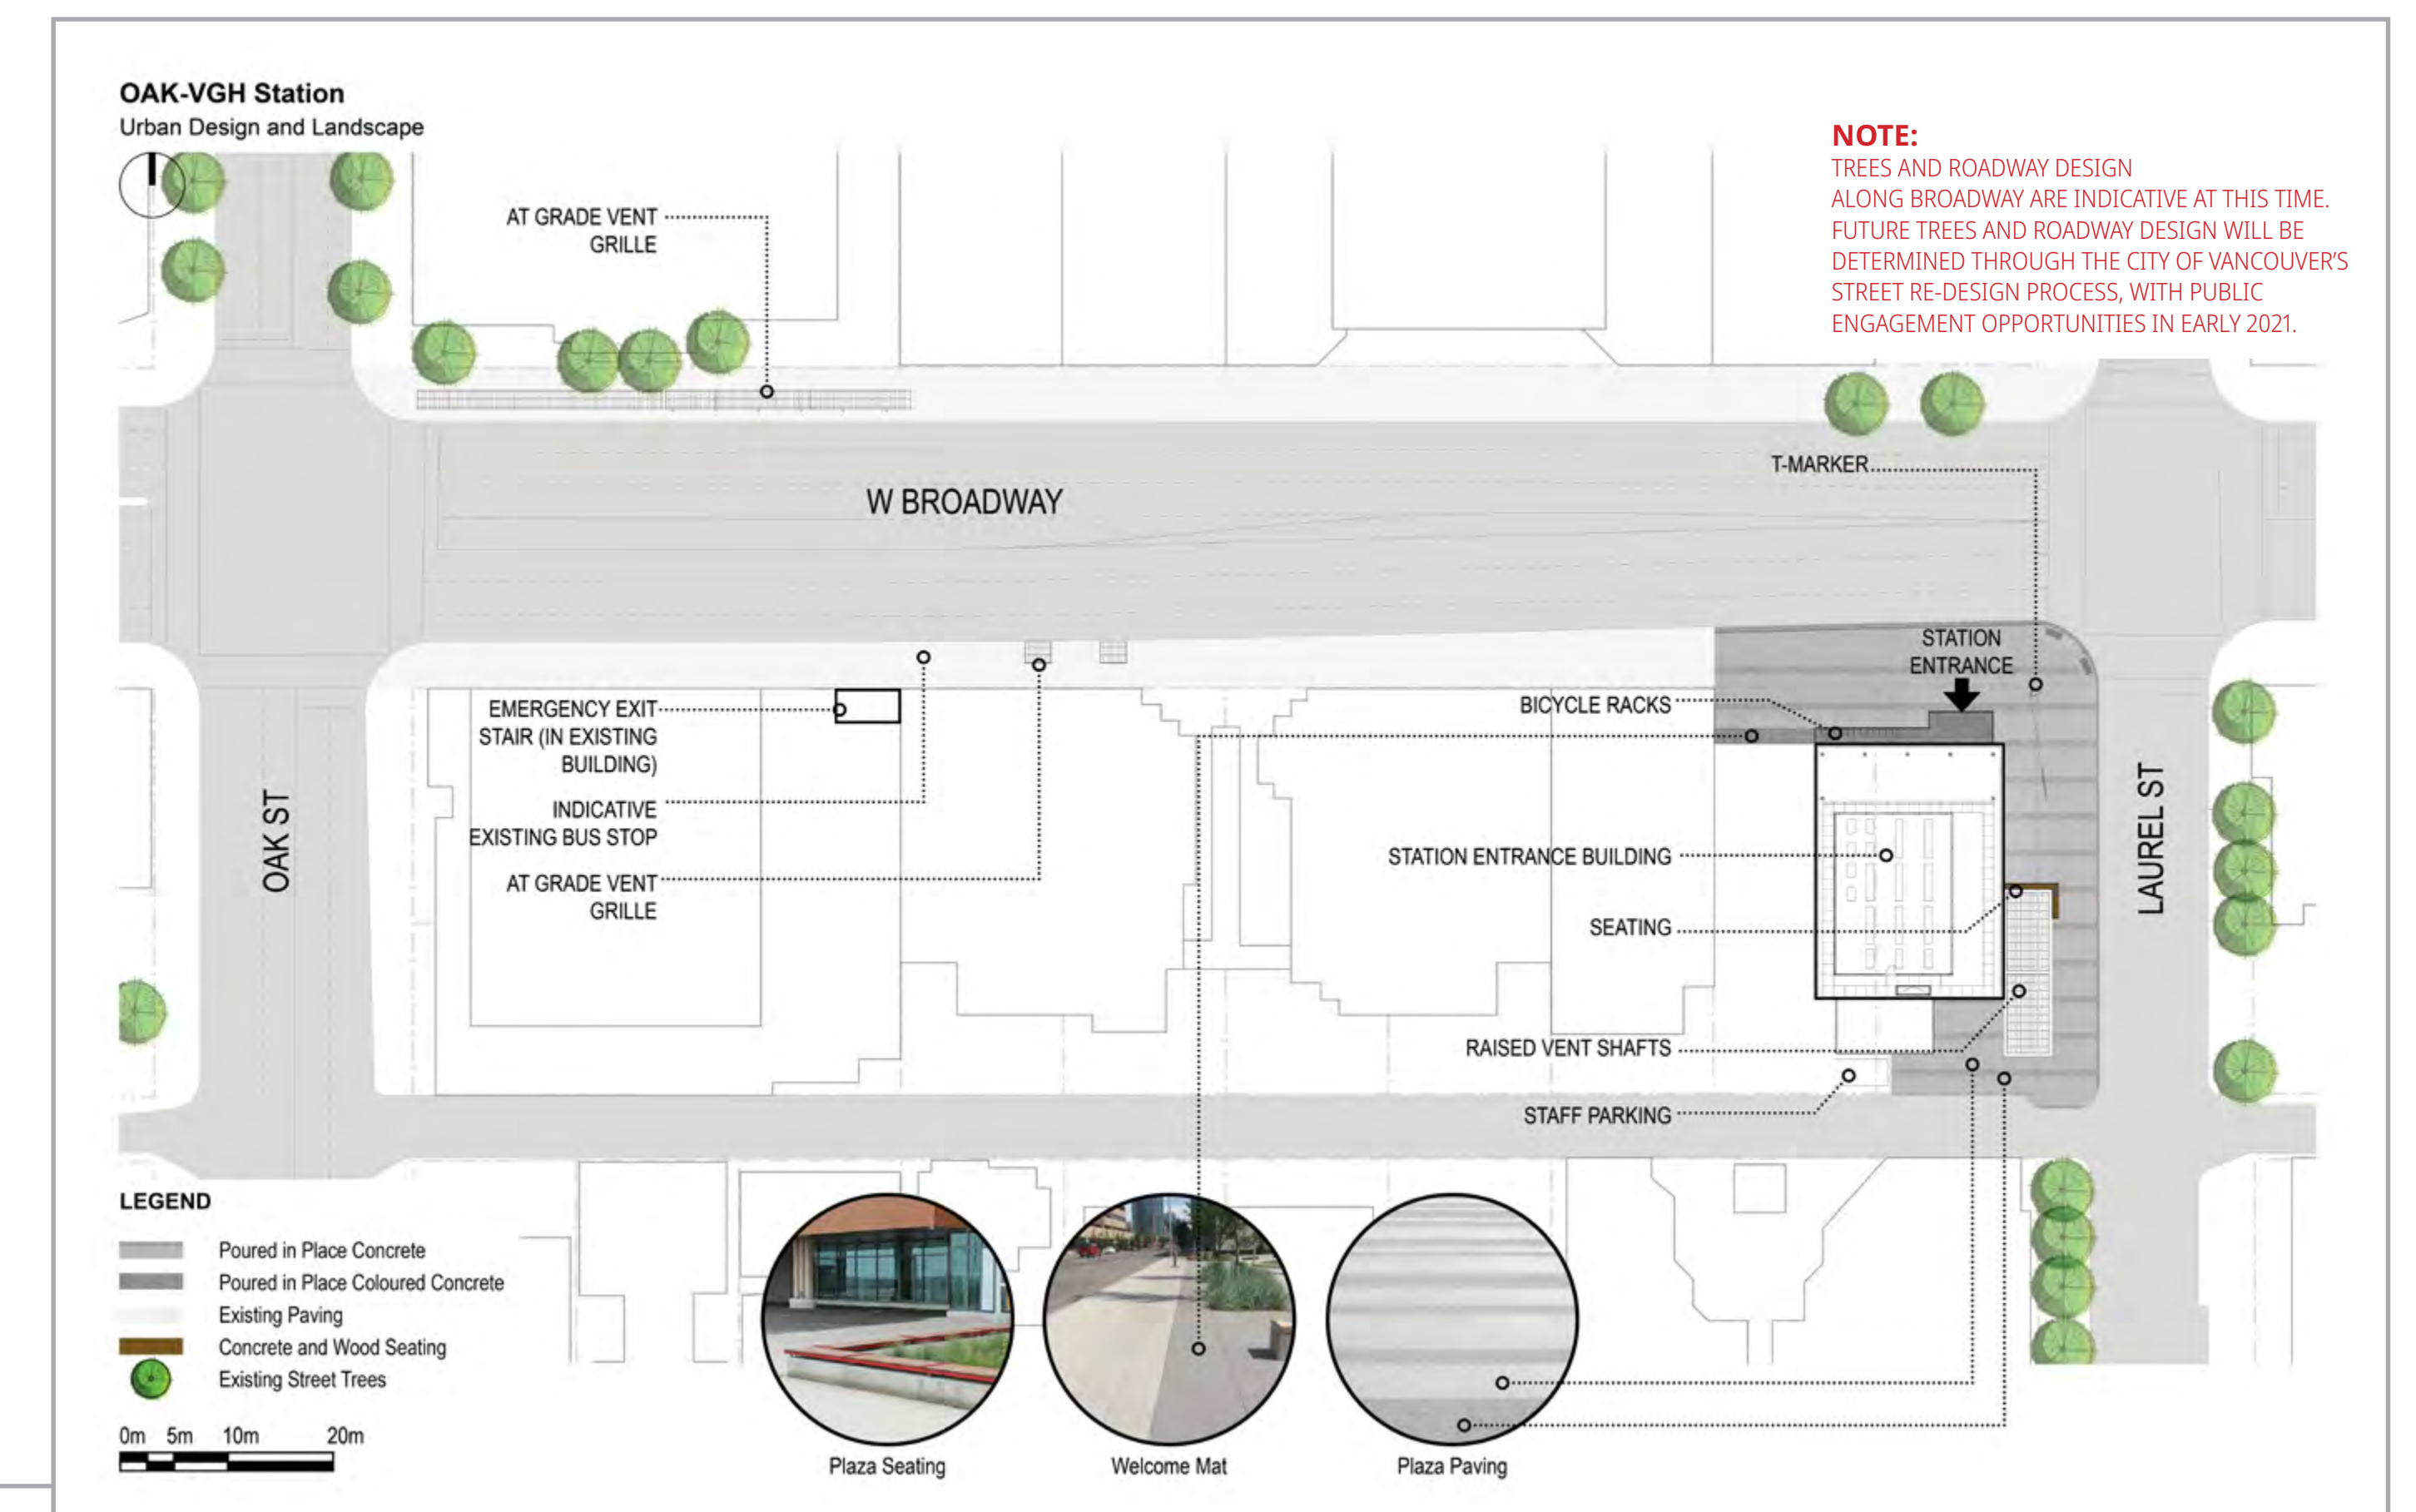 OAK-VGH Station
Urban Design and Landscape
NOTE:
TREES AND ROADWAY DESIGN
ALONG BROADWAY ARE INDICATIVE AT THIS TIME.
FUTURE TREES AND ROADWAY DESIGN WILL BE
DETERMINED THROUGH THE CITY OF VANCOUVER'S
STREET RE-DESIGN PROCESS, WITH PUBLIC
ENGAGEMENT OPPORTUNITIES IN EARLY 2021.
AT GRADE VENT
GRILLE
T-MARKER
W BROADWAY
STATION
ENTRANCE
EMERGENCY EXIT
STAIR (IN EXISTING
BUILDING)
INDICATIVE
EXISTING BUS STOP
AT GRADE VENT
GRILLE
BICYCLE RACKS
STATION ENTRANCE BUILDING
SEATING
RAISED VENT SHAFTS
STAFF PARKING
OAK ST
LAUREL ST
LEGEND
Poured in Place Concrete
Poured in Place Coloured Concrete
Existing Paving
Concrete and Wood Seating
Existing Street Trees
0m 5m 10m 20m
Plaza Seating
Welcome Mat
Plaza Paving